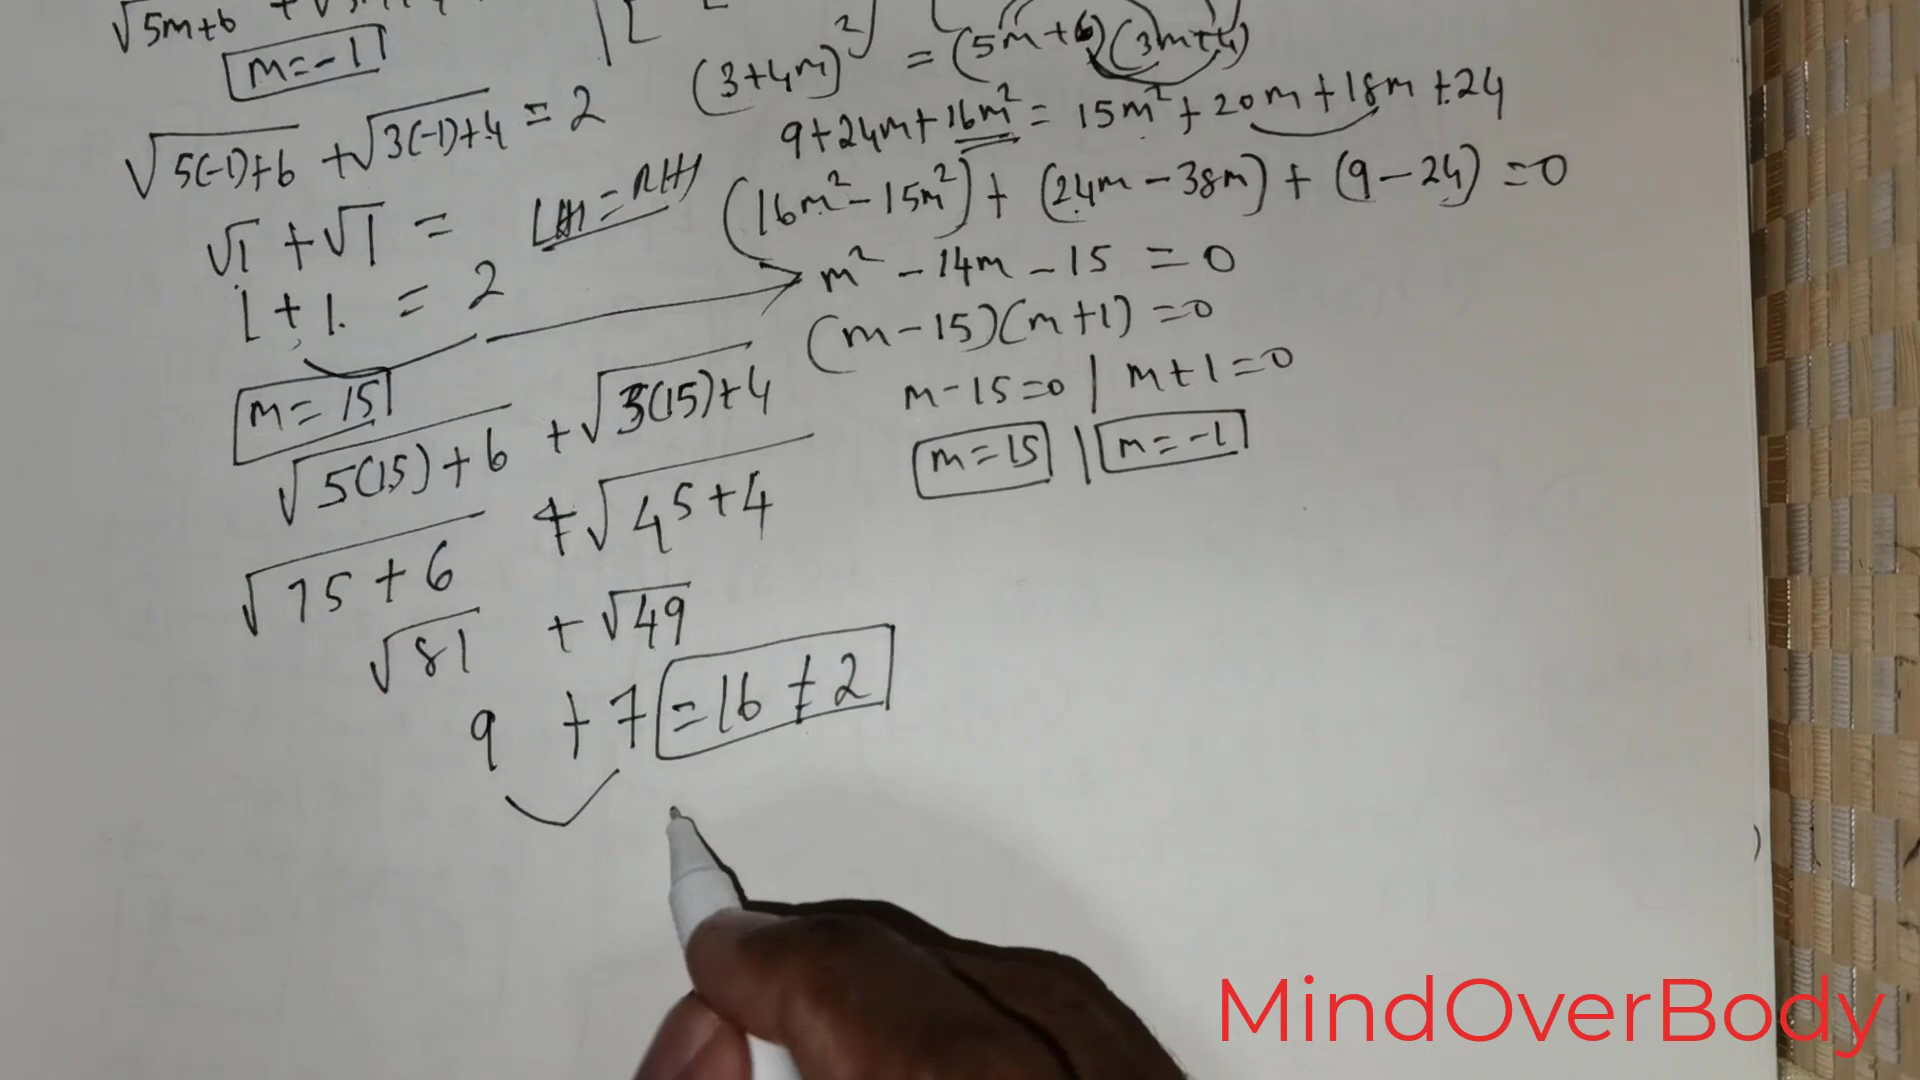 √5m+6 +
m=-1
√5(-1)+6 + √3(-1)+4 = 2
√1 + √1 =
LHS = RHS
1 + 1 = 2
m = 15
√5(15)+6 + √3(15)+4
√75+6 + √45+4
√81 + √49
9 + 7 = 16 ≠ 2
(3+4m)² = (5m+6)(3m+4)
9+24m+16m² = 15m²+20m+18m+24
(16m²-15m²) + (24m-38m) + (9-24) = 0
m² - 14m - 15 = 0
(m-15)(m+1) = 0
m-15=0 | m+1=0
m=15 | m=-1
MindOverBody